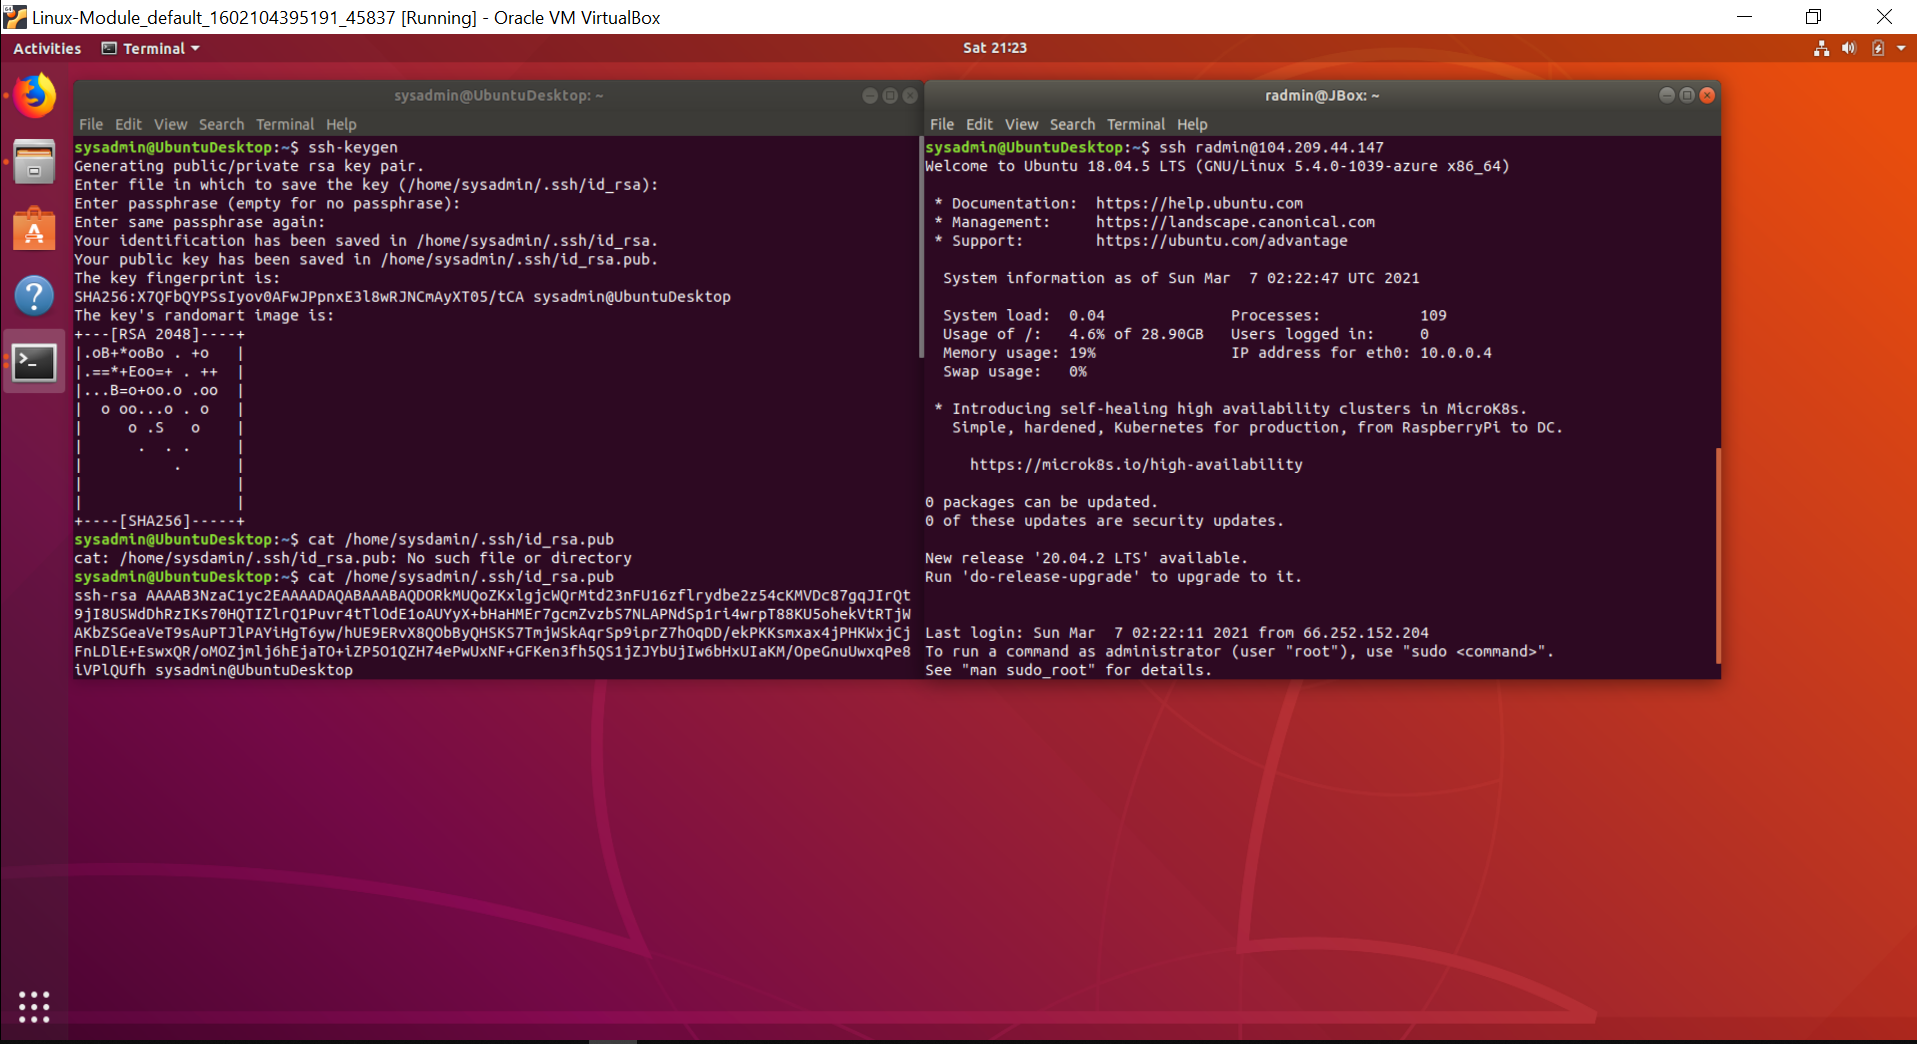 Linux-Module_default_1602104395191_45837 [Running] - Oracle VM VirtualBox
Activities Terminal Sat 21:23
sysadmin@UbuntuDesktop: ~
File Edit View Search Terminal Help
sysadmin@UbuntuDesktop:~$ ssh-keygen
Generating public/private rsa key pair.
Enter file in which to save the key (/home/sysadmin/.ssh/id_rsa):
Enter passphrase (empty for no passphrase):
Enter same passphrase again:
Your identification has been saved in /home/sysadmin/.ssh/id_rsa.
Your public key has been saved in /home/sysadmin/.ssh/id_rsa.pub.
The key fingerprint is:
SHA256:X7QFbQYPSsIyov0AFwJPpnxE3l8wRJNCmAyXT05/tCA sysadmin@UbuntuDesktop
The key's randomart image is:
+---[RSA 2048]----+
|.oB+*ooBo . +o   |
|.==*+Eoo=+ . ++  |
|...B=o+oo.o .oo  |
|  o oo...o . o   |
|     o .S   o    |
|      .  . .     |
|          .      |
|                 |
|                 |
+----[SHA256]-----+
sysadmin@UbuntuDesktop:~$ cat /home/sysdamin/.ssh/id_rsa.pub
cat: /home/sysdamin/.ssh/id_rsa.pub: No such file or directory
sysadmin@UbuntuDesktop:~$ cat /home/sysadmin/.ssh/id_rsa.pub
ssh-rsa AAAAB3NzaC1yc2EAAAADAQABAAABAQDORkMUQoZKxlgjcWQrMtd23nFU16zflrydbe2z54cKMVDc87gqJIrQt
9jI8USWdDhRzIKs70HQTIZlrQ1Puvr4tTlOdE1oAUYyX+bHaHMEr7gcmZvzbS7NLAPNdSp1ri4wrpT88KU5ohekVtRTjW
AKbZSGeaVeT9sAuPTJlPAYiHgT6yw/hUE9ERvX8QObByQHSKS7TmjWSkAqrSp9iprZ7hOqDD/ekPKKsmxax4jPHKWxjCj
FnLDlE+EswxQR/oMOZjmlj6hEjaTO+iZP5O1QZH74ePwUxNF+GFKen3fh5QS1jZJYbUjIw6bHxUIaKM/OpeGnuUwxqPe8
iVPlQUfh sysadmin@UbuntuDesktop
radmin@JBox: ~
File Edit View Search Terminal Help
sysadmin@UbuntuDesktop:~$ ssh radmin@104.209.44.147
Welcome to Ubuntu 18.04.5 LTS (GNU/Linux 5.4.0-1039-azure x86_64)
* Documentation:  https://help.ubuntu.com
* Management:     https://landscape.canonical.com
* Support:        https://ubuntu.com/advantage
System information as of Sun Mar  7 02:22:47 UTC 2021
System load:  0.04              Processes:           109
Usage of /:   4.6% of 28.90GB   Users logged in:     0
Memory usage: 19%               IP address for eth0: 10.0.0.4
Swap usage:   0%
* Introducing self-healing high availability clusters in MicroK8s.
Simple, hardened, Kubernetes for production, from RaspberryPi to DC.
https://microk8s.io/high-availability
0 packages can be updated.
0 of these updates are security updates.
New release '20.04.2 LTS' available.
Run 'do-release-upgrade' to upgrade to it.
Last login: Sun Mar  7 02:22:11 2021 from 66.252.152.204
To run a command as administrator (user "root"), use "sudo <command>".
See "man sudo_root" for details.